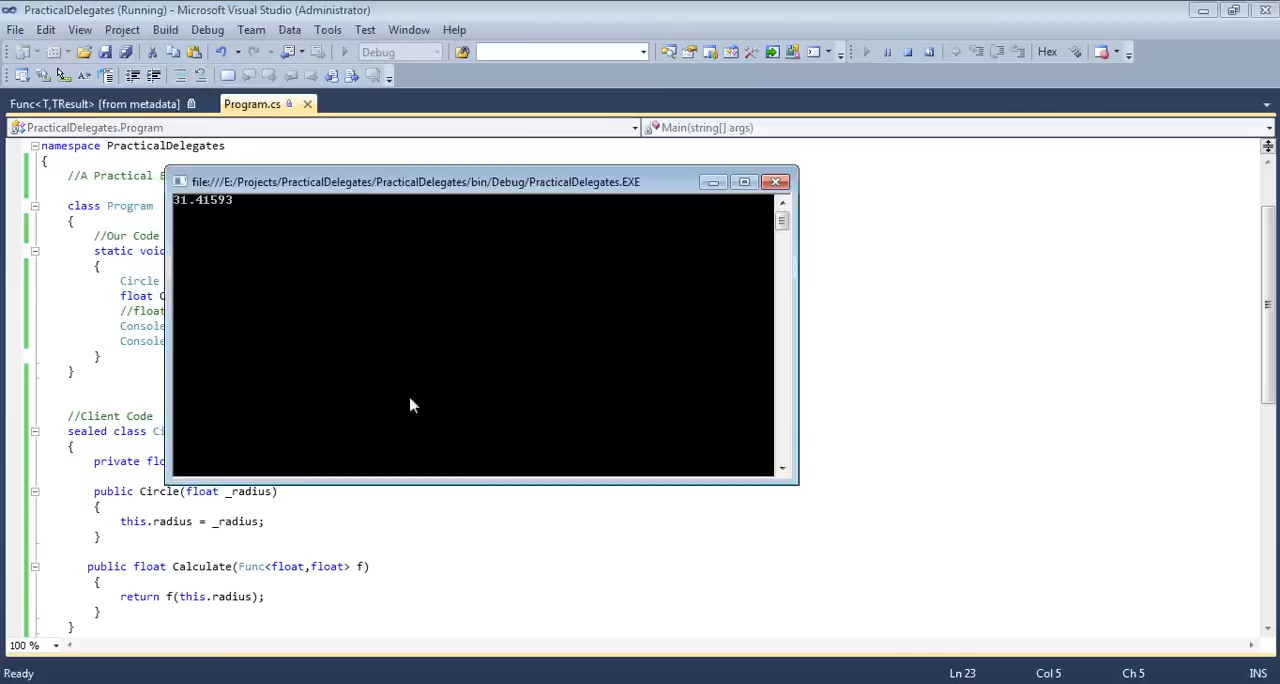 PracticalDelegates (Running) - Microsoft Visual Studio (Administrator)
File Edit View Project Build Debug Team Data Tools Test Window Help
Debug Hex
Func<T,TResult> [from metadata] Program.cs
PracticalDelegates.Program Main(string[] args)
namespace PracticalDelegates
{
//A Practical
file:///E:/Projects/PracticalDelegates/PracticalDelegates/bin/Debug/PracticalDelegates.EXE
31.41593
class Program
{
//Our Code
static void
{
Circle
float C
//float
Console
Console
}
}
//Client Code
sealed class Ci
{
private flo
public Circle(float _radius)
{
this.radius = _radius;
}
public float Calculate(Func<float,float> f)
{
return f(this.radius);
}
}
100 %
Ready Ln 23 Col 5 Ch 5 INS